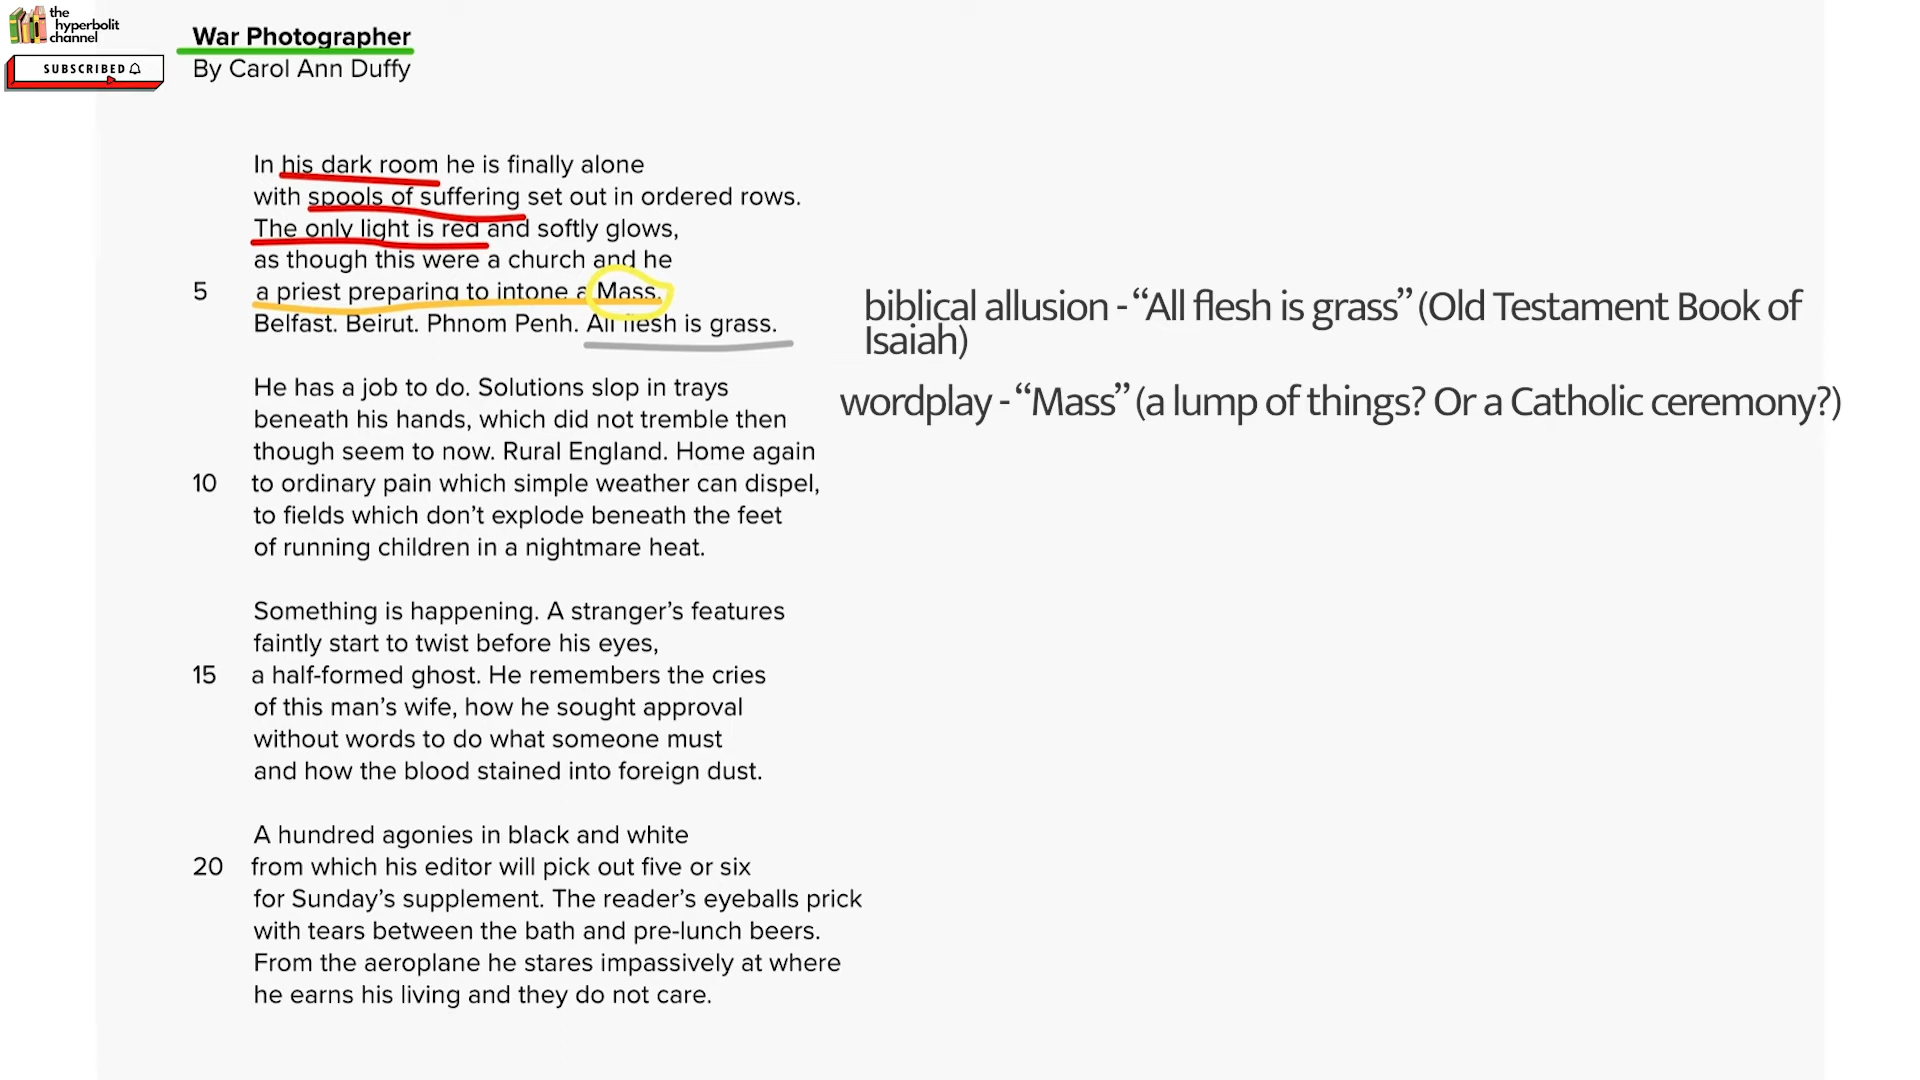 the
hyperbolit
channel
SUBSCRIBED
War Photographer
By Carol Ann Duffy
In his dark room he is finally alone
with spools of suffering set out in ordered rows.
The only light is red and softly glows,
as though this were a church and he
5 a priest preparing to intone a Mass.
Belfast. Beirut. Phnom Penh. All flesh is grass.
He has a job to do. Solutions slop in trays
beneath his hands, which did not tremble then
though seem to now. Rural England. Home again
10 to ordinary pain which simple weather can dispel,
to fields which don’t explode beneath the feet
of running children in a nightmare heat.
Something is happening. A stranger’s features
faintly start to twist before his eyes,
15 a half-formed ghost. He remembers the cries
of this man’s wife, how he sought approval
without words to do what someone must
and how the blood stained into foreign dust.
A hundred agonies in black and white
20 from which his editor will pick out five or six
for Sunday’s supplement. The reader’s eyeballs prick
with tears between the bath and pre-lunch beers.
From the aeroplane he stares impassively at where
he earns his living and they do not care.
biblical allusion - “All flesh is grass” (Old Testament Book of
Isaiah)
wordplay - “Mass” (a lump of things? Or a Catholic ceremony?)